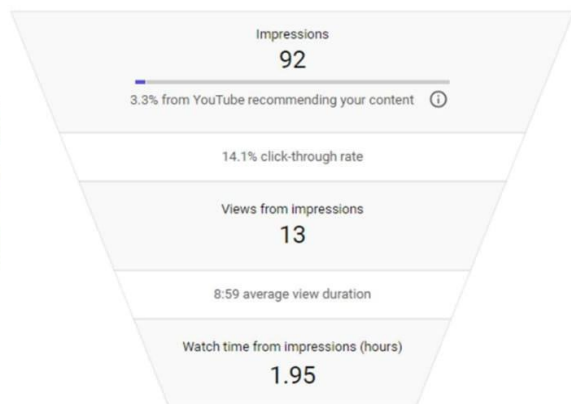 Impressions
92
3.3% from YouTube recommending your content
14.1% click-through rate
Views from impressions
13
8:59 average view duration
Watch time from impressions (hours)
1.95